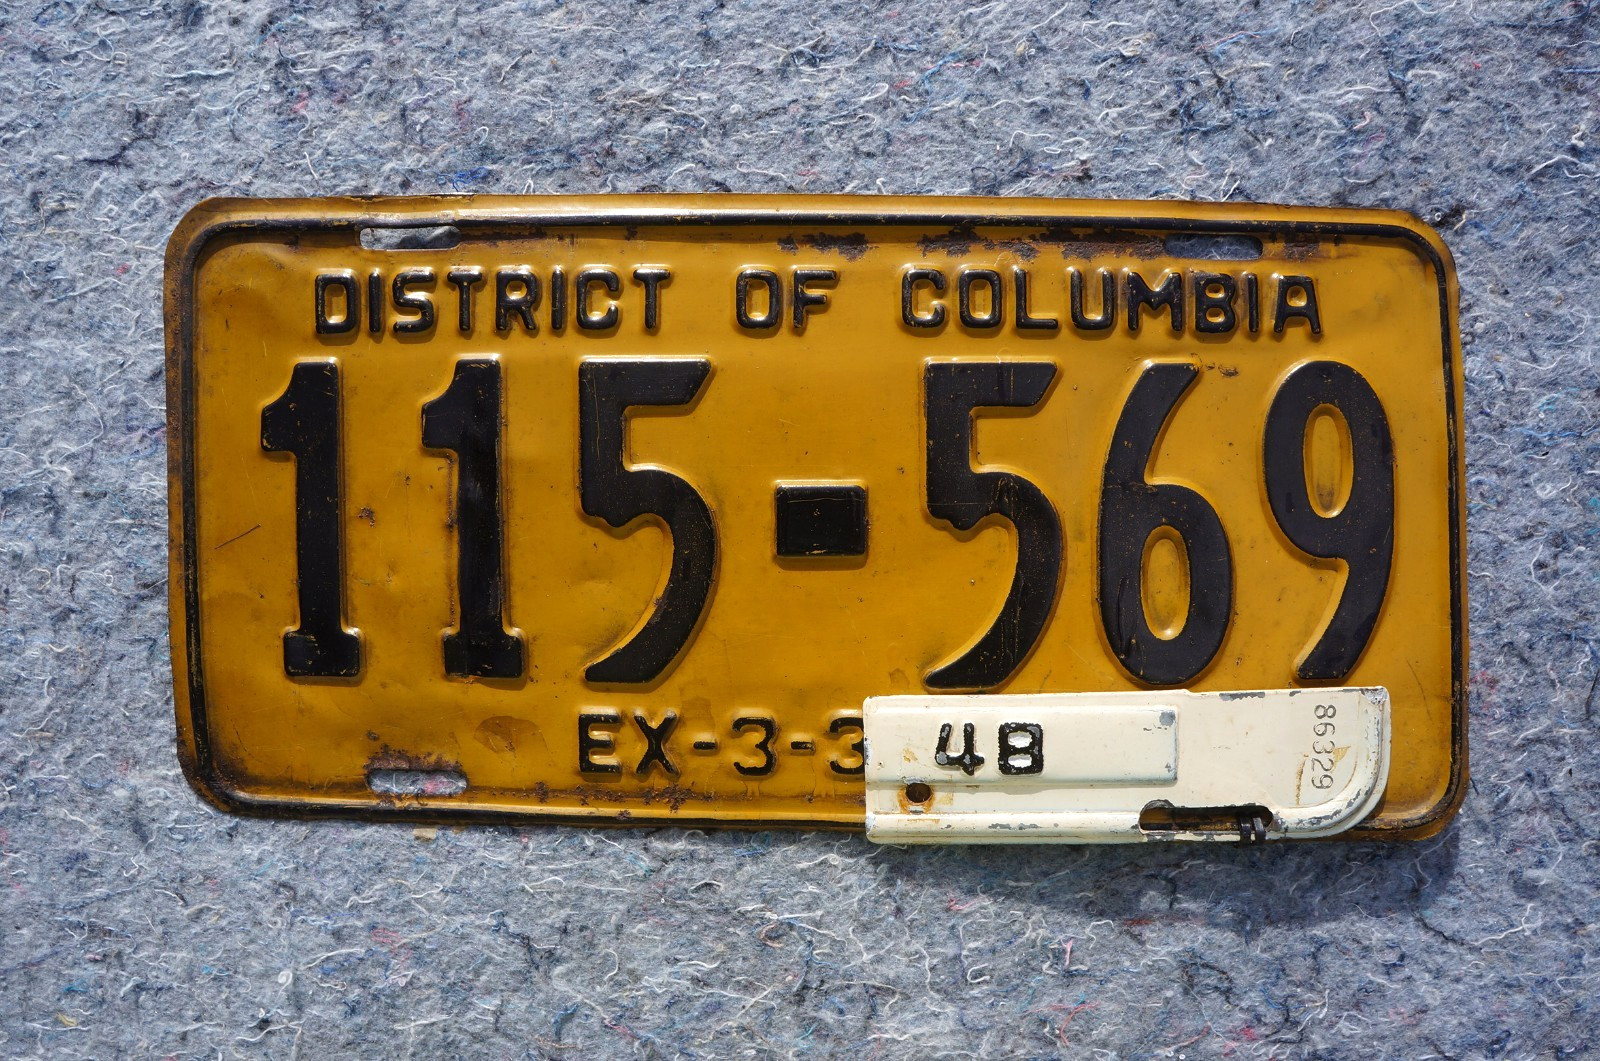 DISTRICT OF COLUMBIA
115-569
EX-3-3
48
86329